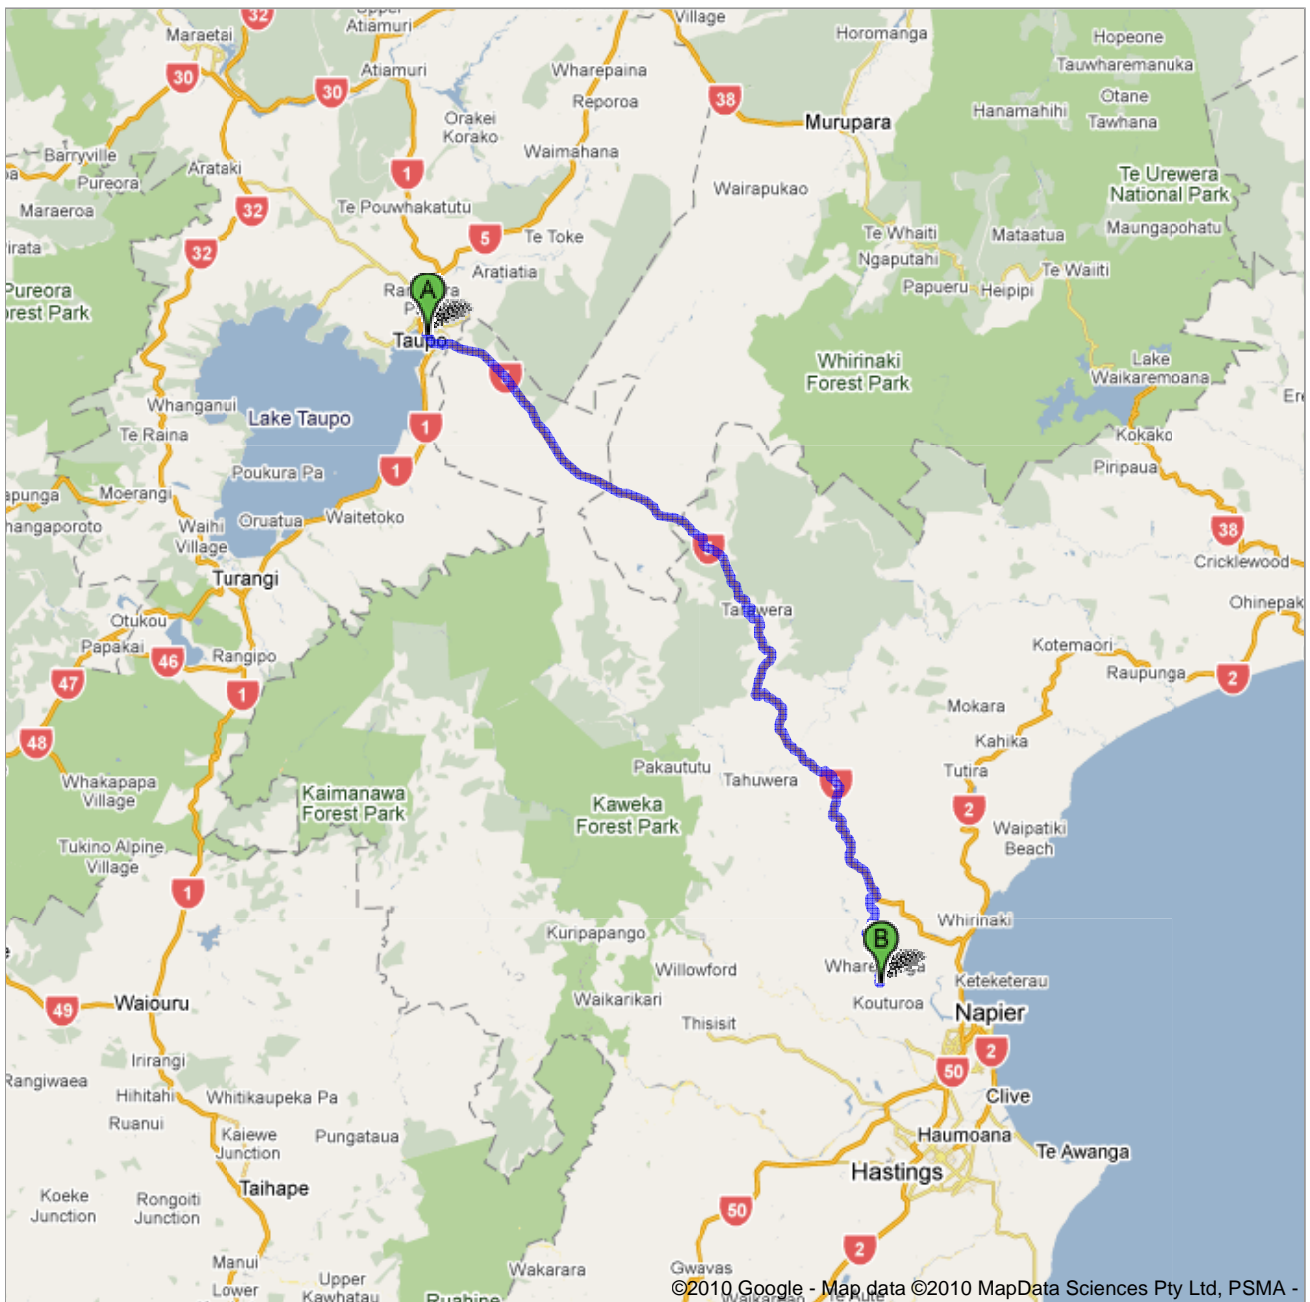 32
Upper
Atiamuri
Village
Maraetai
Horomanga
Hopeone
Tauwharemanuka
30
Atiamuri
Wharepaina
30
38
Otane
Reporoa
Hanamahihi
Tawhana
Orakei
Korako
Murupara
Barryville
Waimahana
Arataki
1
Pureora
Te Urewera
National Park
Wairapukao
Maraeroa
32
Te Pouwhakatutu
Te Whaiti
Mataatua
Maungapohatu
5
Te Toke
32
Ngaputahi
Aratiatia
Te Waiiti
Papueru
Heipipi
Pureora
A
Taupo
Whirinaki
Forest Park
Lake
Waikaremoana
Whanganui
Lake Taupo
1
Te Raina
Kokako
Poukura Pa
1
Piripaua
Moerangi
Waihi
Village
Oruatua
Waitetoko
38
Cricklewood
Turangi
Otukou
Ohinepak
Papakai
46
Rangipo
Kotemaori
47
1
Raupunga
2
Mokara
48
Kahika
Whakapapa
Village
Pakaututu
Tahuwera
Tutira
Kaimanawa
Forest Park
Kaweka
Forest Park
2
Waipatiki
Beach
Tukino Alpine
Village
1
Whirinaki
Kuripapango
B
Willowford
Keteketerau
Waiouru
49
Waikarikari
Kouturoa
Napier
Thisisit
2
Irirangi
50
Rangiwaea
Hihitahi
Whitikaupeka Pa
Clive
Ruanui
Kaiewe
Junction
Pungataua
Haumoana
Te Awanga
Hastings
Koeke
Junction
Rongoiti
Junction
Taihape
50
2
Manui
Wakarara
Gwavas
Upper
Kawhatau
Lower
©2010 Google - Map data ©2010 MapData Sciences Pty Ltd, PSMA -